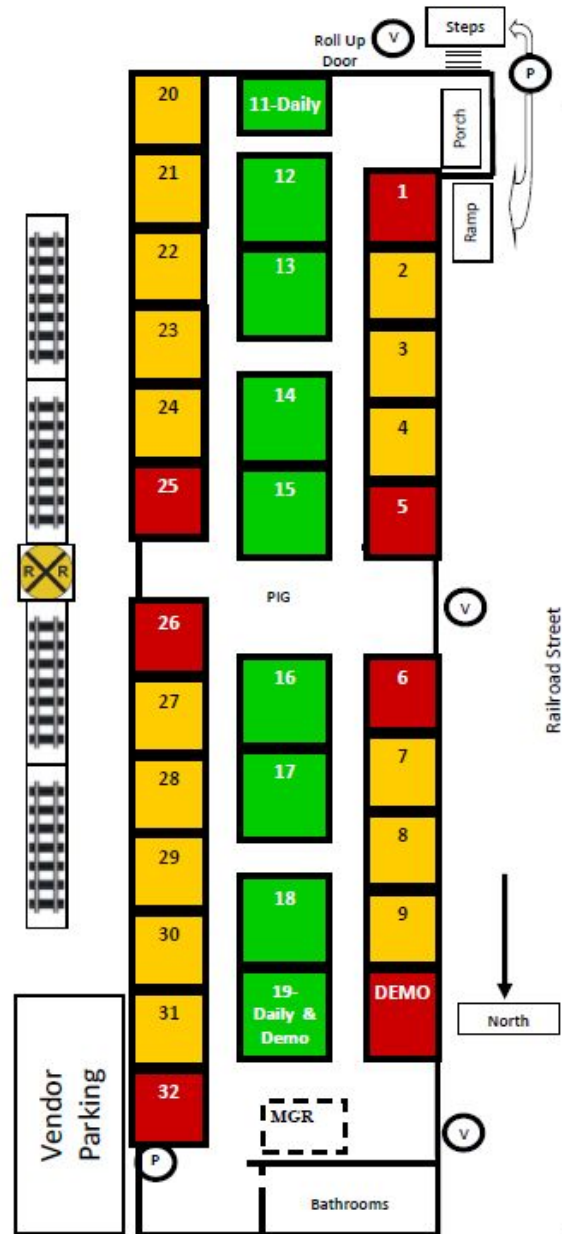 Steps
Roll Up
Door
V
P
20
11-Daily
Porch
21
12
1
Ramp
22
13
2
23
3
24
14
4
25
15
5
R R
PIG
V
26
16
6
Railroad Street
27
17
7
28
8
29
18
9
30
31
19-
Daily &
Demo
DEMO
North
Vendor
Parking
32
MGR
V
P
Bathrooms